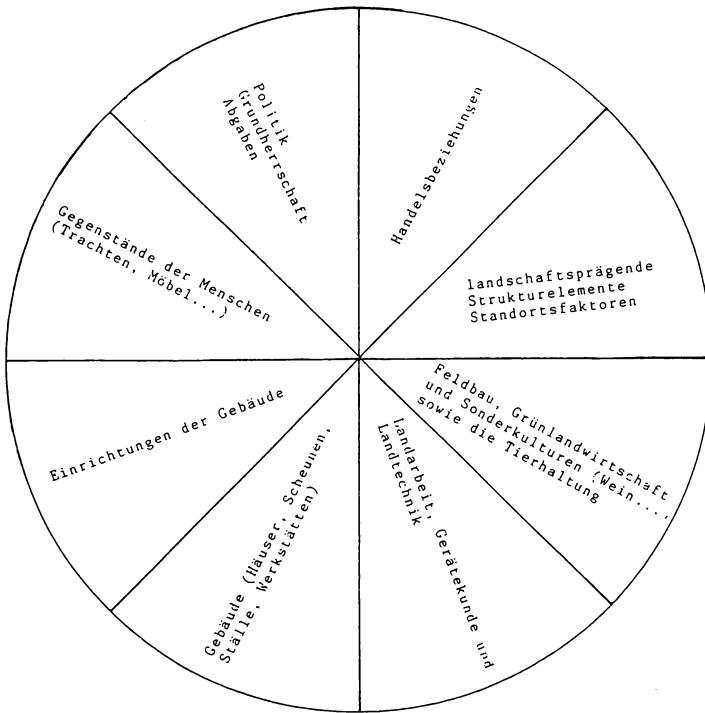 Politik
Grundherrschaft
Abgaben
Handelsbeziehungen
landschaftsprägende
Strukturelemente
Standortsfaktoren
Feldbau, Grünlandwirtschaft
und Sonderkulturen (Wein....,
sowie die Tierhaltung
Landarbeit, Gerätekunde und
Landtechnik
Gebäude (Häuser, Scheunen,
Ställe, Werkstätten)
Einrichtungen der Gebäude
Gegenstände der Menschen
(Trachten, Möbel...)